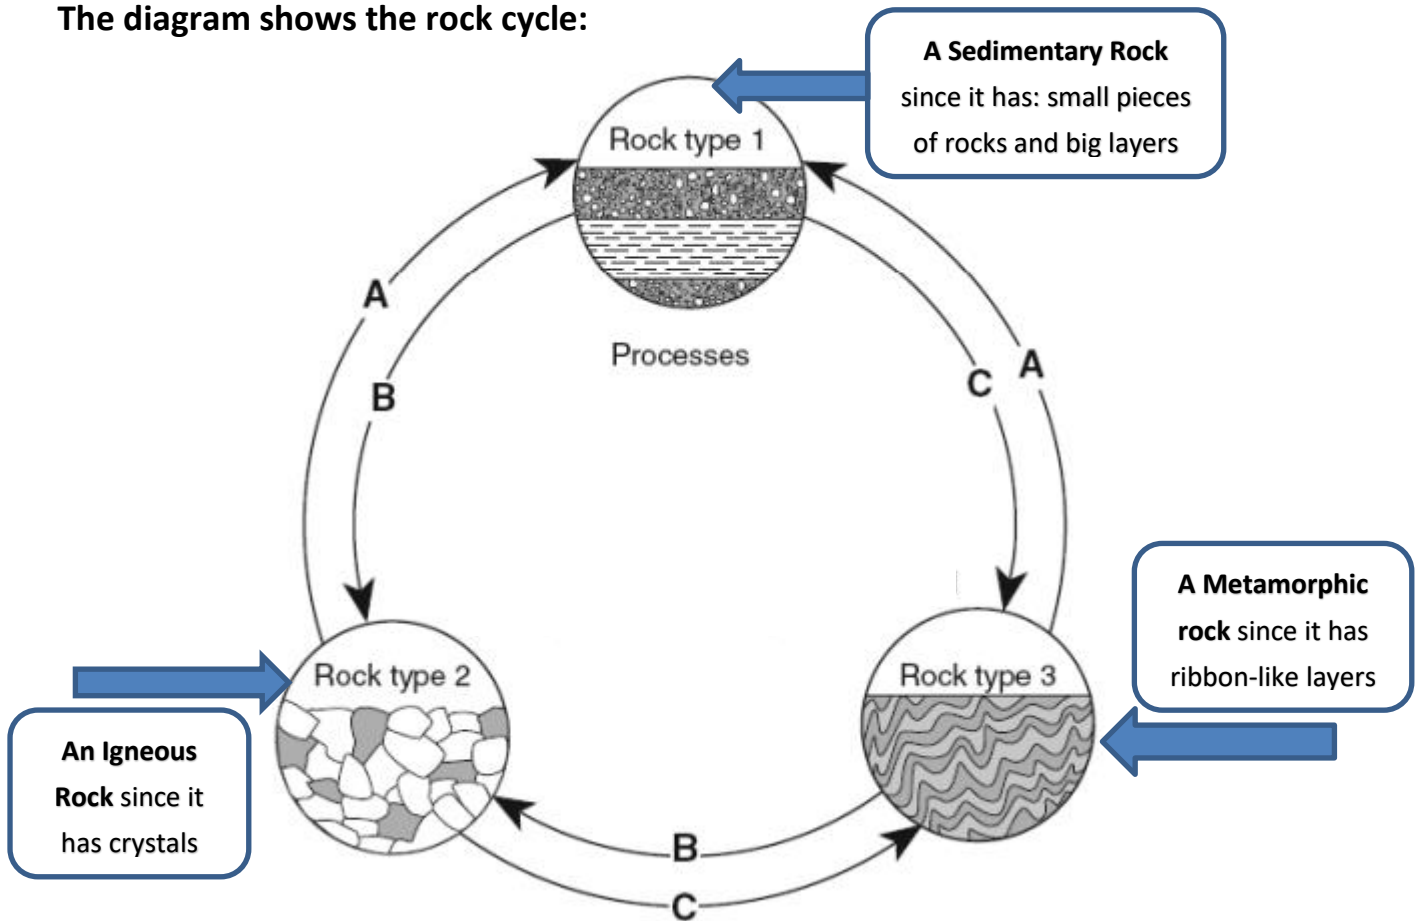 The diagram shows the rock cycle:
A Sedimentary Rock
since it has: small pieces
of rocks and big layers
Rock type 1
A
B
Processes
C
A
A Metamorphic
rock since it has
ribbon-like layers
Rock type 2
Rock type 3
An Igneous
Rock since it
has crystals
B
C